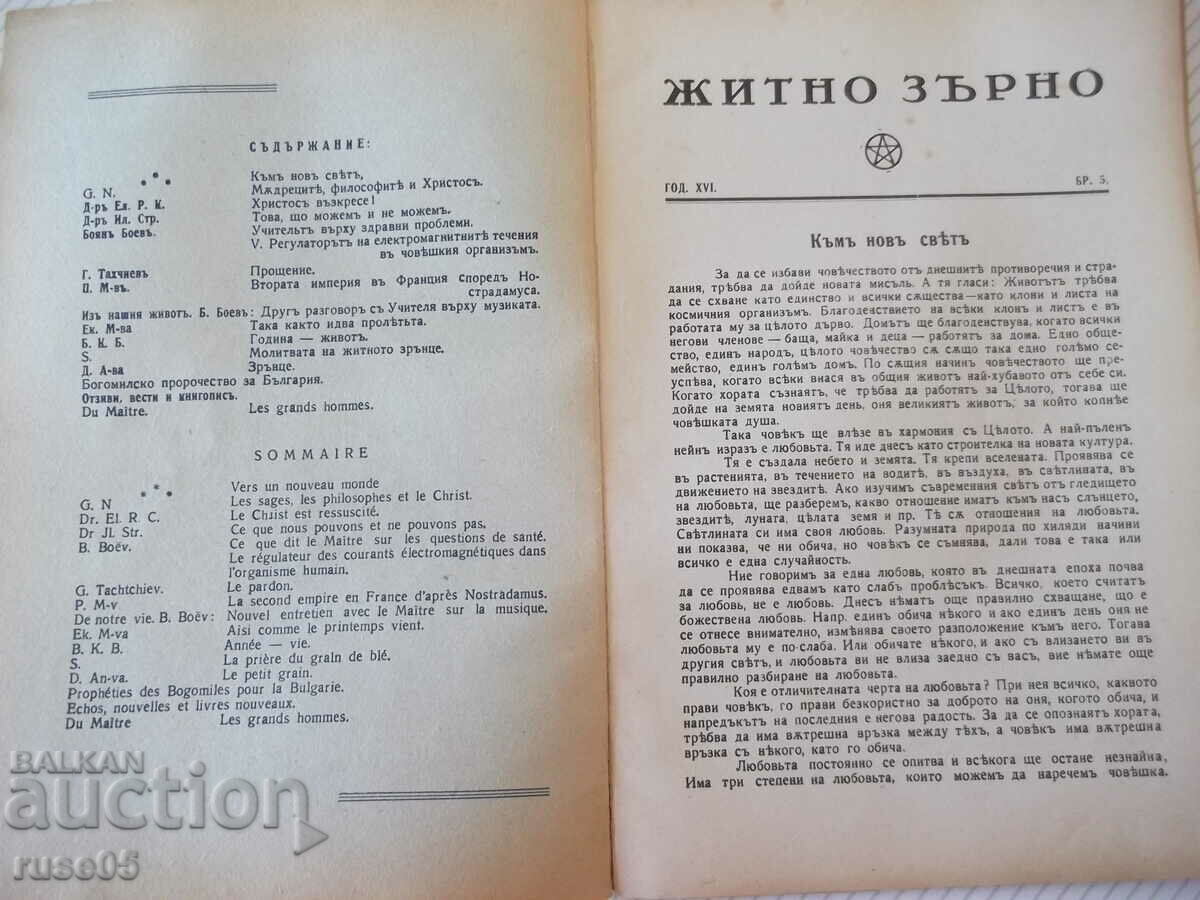 СЪДЪРЖАНИЕ:
* * * Къмъ новъ свѣтъ,
G. N. Мѫдрецитѣ, философитѣ и Христосъ.
Д-ръ Ел. Р. К. Христосъ възкресе!
Д-ръ Ил. Стр. Това, що можемъ и не можемъ.
Боянъ Боевъ. Учительтъ върху здравни проблеми.
V. Регулаторътъ на електромагнитнитѣ течения
въ човѣшкия организъмъ.
Г. Тахчиевъ Прощение.
П. М-въ. Втората империя въ Франция споредъ Но-
страдамуса.
Изъ нашия животъ. Б. Боевъ: Другъ разговоръ съ Учителя върху музиката.
Ек. М-ва Така както идва пролѣтьта.
Б. К. Б. Година — животъ.
S. Молитвата на житното зрънце.
Д. А-ва Зрънце.
Богомилско пророчество за България.
Отзиви, вести и книгописъ.
Du Maître. Les grands hommes.
SOMMAIRE
* * * Vers un nouveau monde
G. N Les sages, les philosophes et le Christ.
Dr. El. R. C. Le Christ est ressuscité.
Dr Jl. Str. Ce que nous pouvons et ne pouvons pas.
B. Boëv. Ce que dit le Maître sur les questions de santé.
Le régulateur des courants électromagnétiques dans
l'organisme humain.
G. Tachtchiev. Le pardon.
P. M-v La second empire en France d'après Nostradamus.
De notre vie. B. Boëv: Nouvel entretien avec le Maître sur la musique.
Ek. M-va Aisi comme le printemps vient.
B. K. B. Année — vie.
S. La prière du grain de blé.
D. An-va. Le petit grain.
Prophéties des Bogomiles pour la Bulgarie.
Echos, nouvelles et livres nouveaux.
Du Maître Les grands hommes.
ЖИТНО ЗЪРНО
ГОД. XVI. БР. 5.
Къмъ новъ свѣтъ
За да се избави човѣчеството отъ днешнитѣ противоречия и стра-
дания, трѣбва да дойде новата мисъль. А тя гласи: Животътъ трѣбва
да се схване като единство и всички сѫщества—като клони и листа на
космичния организъмъ. Благоденствието на всѣки клонъ и листъ е въ
работата му за цѣлото дърво. Домътъ ще благоденствува, когато всички
негови членове — баща, майка и деца — работятъ за дома. Едно обще-
ство, единъ народъ, цѣлото човѣчество сѫ сѫщо така едно голѣмо се-
мейство, единъ голѣмъ домъ. По сѫщия начинъ човѣчеството ще пре-
успѣва, когато всѣки внася въ общия животъ най-хубавото отъ себе си.
Когато хората съзнаятъ, че трѣбва да работятъ за Цѣлото, тогава ще
дойде на земята новиятъ день, оня великиятъ животъ, за който копнѣе
човѣшката душа.
Така човѣкъ ще влѣзе въ хармония съ Цѣлото. А най-пъленъ
нейнъ изразъ е любовьта. Тя иде днесъ като строителка на новата култура.
Тя е създала небето и земята. Тя крепи вселената. Проявява се
въ растенията, въ течението на водитѣ, въ въздуха, въ свѣтлината, въ
движението на звездитѣ. Ако изучимъ съвременния свѣтъ отъ гледището
на любовьта, ще разберемъ, какво отношение иматъ къмъ насъ слънцето,
звездитѣ, луната, цѣлата земя и пр. Тѣ сѫ отношения на любовьта.
Свѣтлината си има своя любовь. Разумната природа по хиляди начини
ни показва, че ни обича, но човѣкъ се съмнява, дали това е така или
всичко е една случайность.
Ние говоримъ за една любовь, която въ днешната епоха почва
да се проявява едвамъ като слабъ проблѣсъкъ. Всичко, което считатъ
за любовь, не е любовь. Днесъ нѣматъ още правилно схващане, що е
божествена любовь. Напр. единъ обича нѣкого и ако единъ день оня не
се отнесе внимателно, измѣнява своето разположение къмъ него. Тогава
любовьта му е по-слаба. Или обичате нѣкого, и ако съ влизането ви въ
другия свѣтъ, и любовьта ви не влиза заедно съ васъ, вие нѣмате още
правилно разбиране на любовьта.
Коя е отличителната черта на любовьта? При нея всичко, каквото
прави човѣкъ, го прави безкористно за доброто на оня, когото обича, и
напредъкътъ на последния е негова радость. За да се опознаятъ хората,
трѣбва да има вѫтрешна връзка между тѣхъ, а човѣкъ има вѫтрешна
връзка съ нѣкого, като го обича.
Любовьта постоянно се опитва и всѣкога ще остане незнайна,
Има три степени на любовьта, които можемъ да наречемъ човѣшка.
BALKAN
auction
ruse05